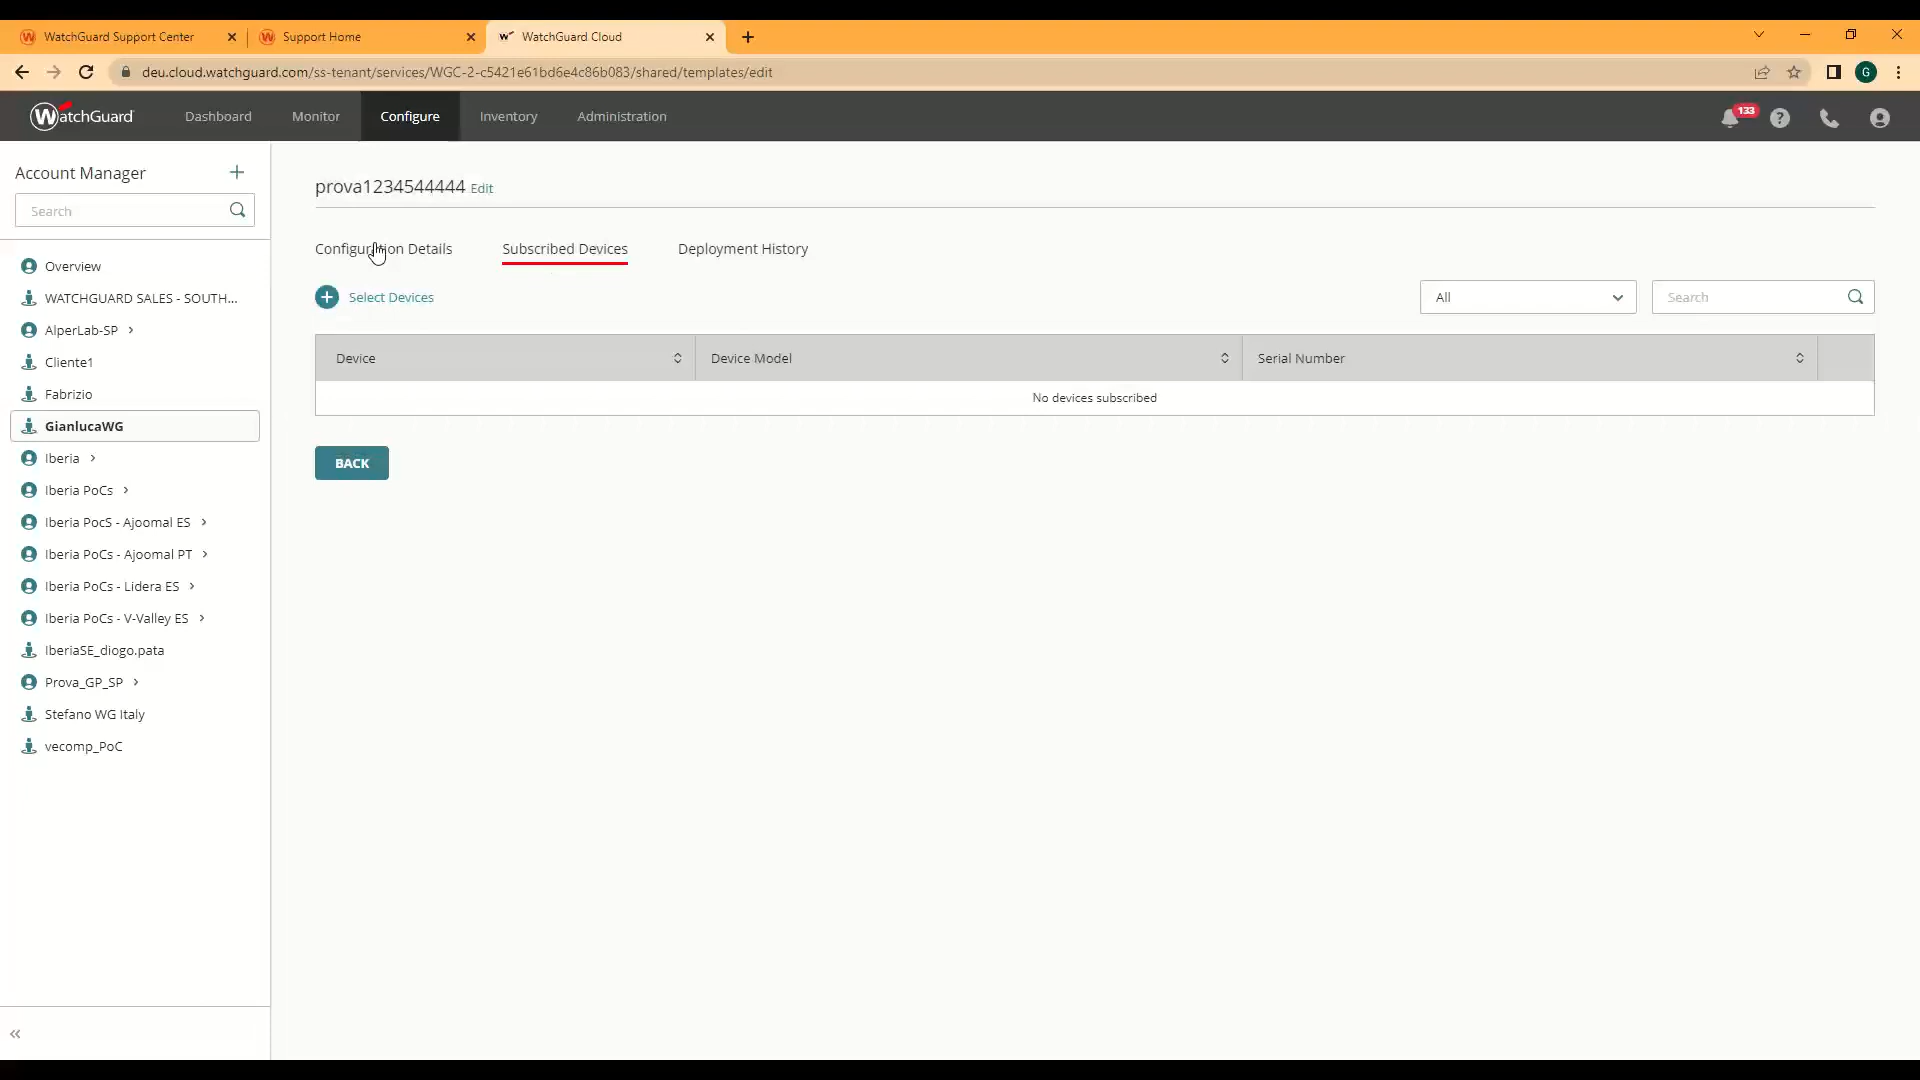 WatchGuard Support Center
Support Home
WatchGuard Cloud
deu.cloud.watchguard.com/ss-tenant/services/WGC-2-c5421e61bd6e4c86b083/shared/templates/edit
G
WatchGuard
Dashboard
Monitor
Configure
Inventory
Administration
133
Account Manager
Search
Overview
WATCHGUARD SALES - SOUTH...
AlperLab-SP
Cliente1
Fabrizio
GianlucaWG
Iberia
Iberia PoCs
Iberia PocS - Ajoomal ES
Iberia PoCs - Ajoomal PT
Iberia PoCs - Lidera ES
Iberia PoCs - V-Valley ES
IberiaSE_diogo.pata
Prova_GP_SP
Stefano WG Italy
vecomp_PoC
prova1234544444 Edit
Configuration Details
Subscribed Devices
Deployment History
Select Devices
All
Search
Device
Device Model
Serial Number
No devices subscribed
BACK